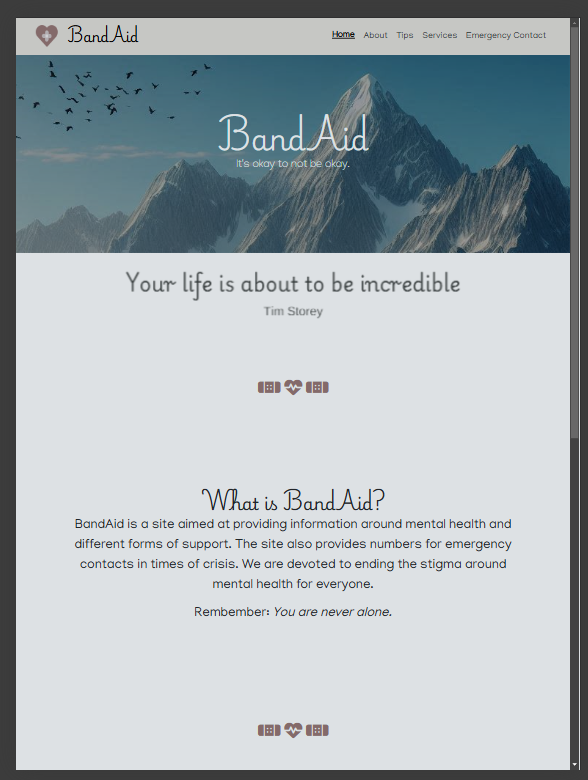 BandAid
Home About Tips Services Emergency Contact
BandAid
It's okay to not be okay.
Your life is about to be incredible
Tim Storey
What is BandAid?
BandAid is a site aimed at providing information around mental health and
different forms of support. The site also provides numbers for emergency
contacts in times of crisis. We are devoted to ending the stigma around
mental health for everyone.
Rembember: You are never alone.